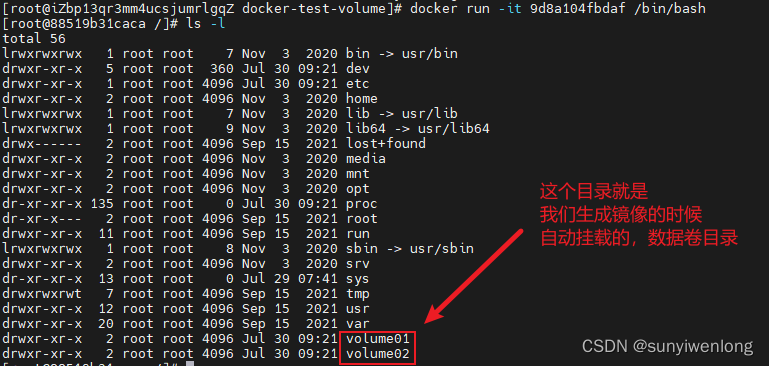 [root@iZbp13qr3mm4ucsjumrlgqZ docker-test-volume]# docker run -it 9d8a104fbdaf /bin/bash
[root@88519b31caca /]# ls -l
total 56
lrwxrwxrwx   1 root root    7 Nov  3  2020 bin -> usr/bin
drwxr-xr-x   5 root root  360 Jul 30 09:21 dev
drwxr-xr-x   1 root root 4096 Jul 30 09:21 etc
drwxr-xr-x   2 root root 4096 Nov  3  2020 home
lrwxrwxrwx   1 root root    7 Nov  3  2020 lib -> usr/lib
lrwxrwxrwx   1 root root    9 Nov  3  2020 lib64 -> usr/lib64
drwx------   2 root root 4096 Sep 15  2021 lost+found
drwxr-xr-x   2 root root 4096 Nov  3  2020 media
drwxr-xr-x   2 root root 4096 Nov  3  2020 mnt
drwxr-xr-x   2 root root 4096 Nov  3  2020 opt
dr-xr-xr-x 135 root root    0 Jul 30 09:21 proc
dr-xr-x---   2 root root 4096 Sep 15  2021 root
drwxr-xr-x  11 root root 4096 Sep 15  2021 run
lrwxrwxrwx   1 root root    8 Nov  3  2020 sbin -> usr/sbin
drwxr-xr-x   2 root root 4096 Nov  3  2020 srv
dr-xr-xr-x  13 root root    0 Jul 29 07:41 sys
drwxrwxrwt   7 root root 4096 Sep 15  2021 tmp
drwxr-xr-x  12 root root 4096 Sep 15  2021 usr
drwxr-xr-x  20 root root 4096 Sep 15  2021 var
drwxr-xr-x   2 root root 4096 Jul 30 09:21 volume01
drwxr-xr-x   2 root root 4096 Jul 30 09:21 volume02
[root@88519b31caca /]#
这个目录就是
我们生成镜像的时候
自动挂载的，数据卷目录
CSDN @sunyiwenlong